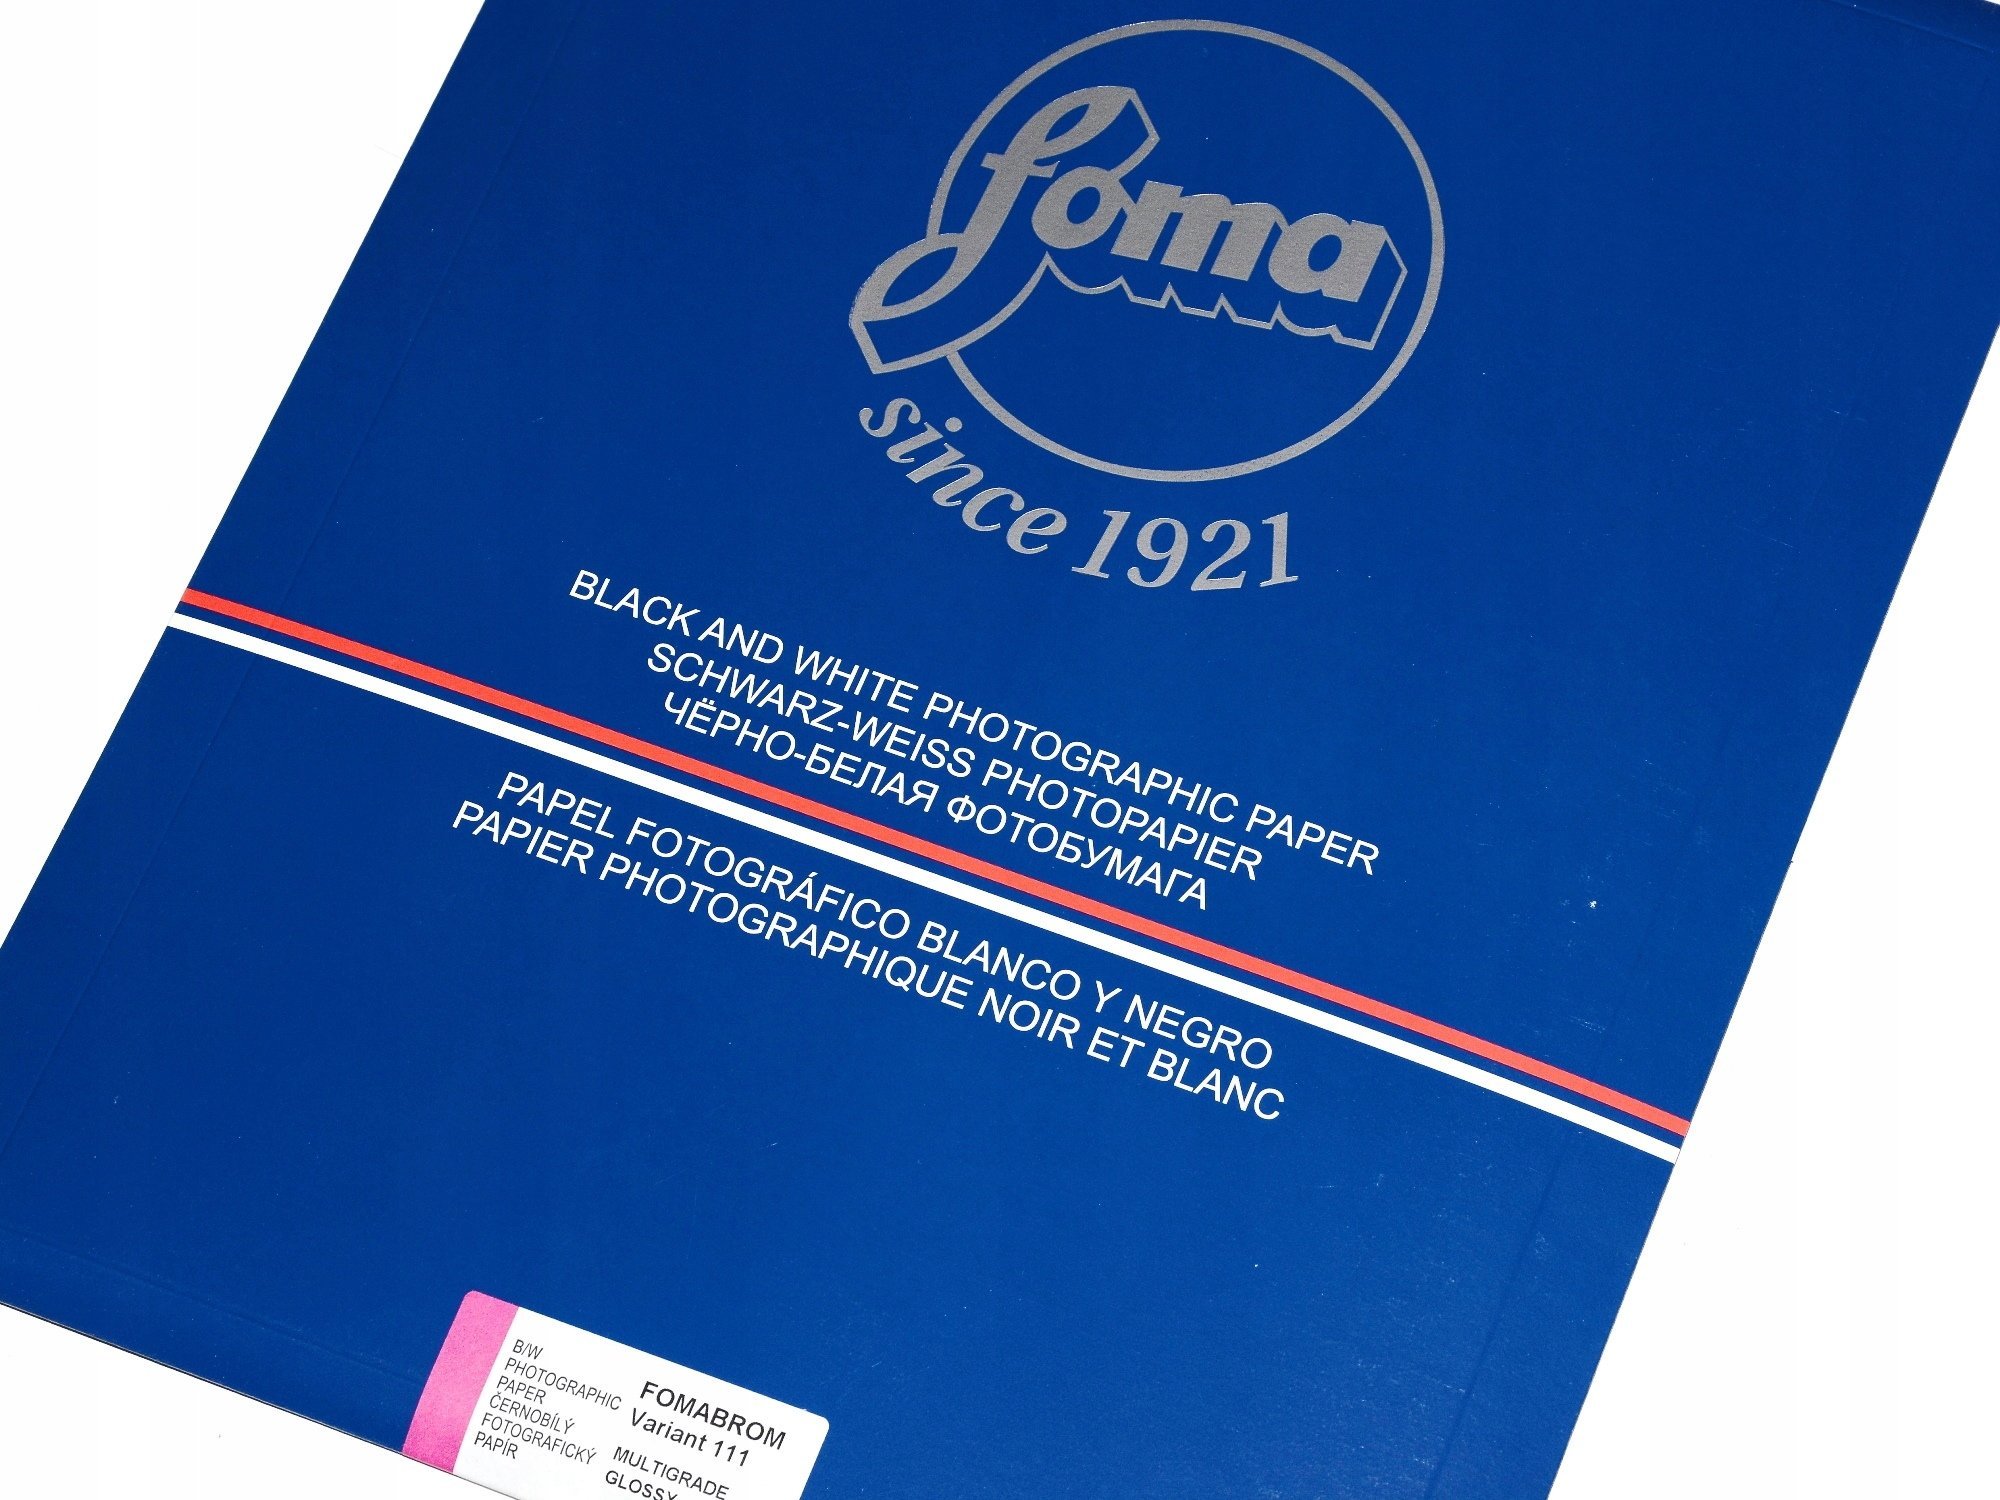 foma
since 1921
BLACK AND WHITE PHOTOGRAPHIC PAPER
SCHWARZ-WEISS PHOTOPAPIER
ЧЁРНО-БЕЛАЯ ФОТОБУМАГА
PAPEL FOTOGRÁFICO BLANCO Y NEGRO
PAPIER PHOTOGRAPHIQUE NOIR ET BLANC
B/W
PHOTOGRAPHIC
PAPER
ČERNOBÍLÝ
FOTOGRAFICKÝ
PAPÍR
FOMABROM
Variant 111
MULTIGRADE
GLOSSY